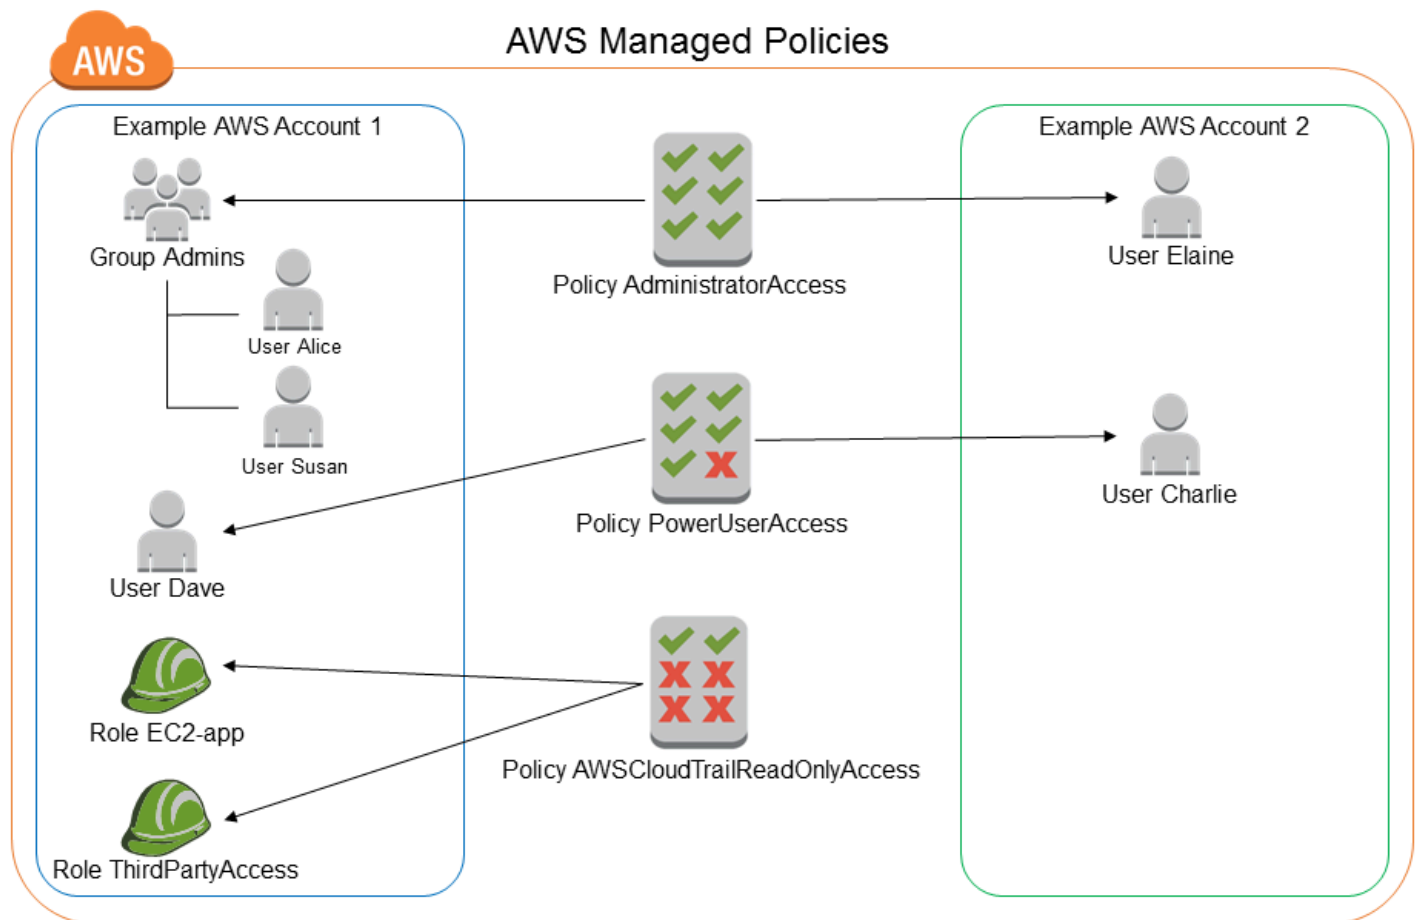 AWS Managed Policies
AWS
Example AWS Account 1
Example AWS Account 2
Group Admins
User Elaine
Policy AdministratorAccess
User Alice
User Susan
User Charlie
Policy PowerUserAccess
User Dave
Role EC2-app
Policy AWSCloudTrailReadOnlyAccess
Role ThirdPartyAccess